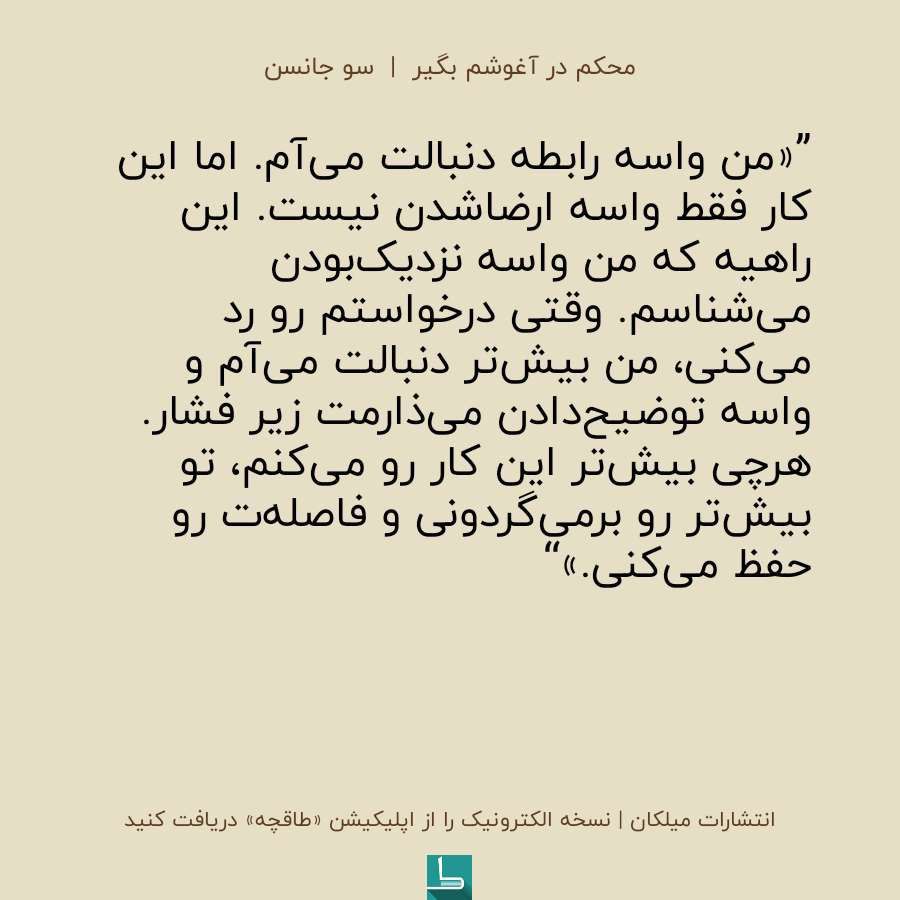 محکم در آغوشم بگیر | سو جانسن
”«من واسه رابطه دنبالت می‌آم. اما این
کار فقط واسه ارضاشدن نیست. این
راهیه که من واسه نزدیک‌بودن
می‌شناسم. وقتی درخواستم رو رد
می‌کنی، من بیش‌تر دنبالت می‌آم و
واسه توضیح‌دادن می‌ذارمت زیر فشار.
هرچی بیش‌تر این کار رو می‌کنم، تو
بیش‌تر رو برمی‌گردونی و فاصله‌ت رو
حفظ می‌کنی.»“
انتشارات میلکان | نسخه الکترونیک را از اپلیکیشن «طاقچه» دریافت کنید